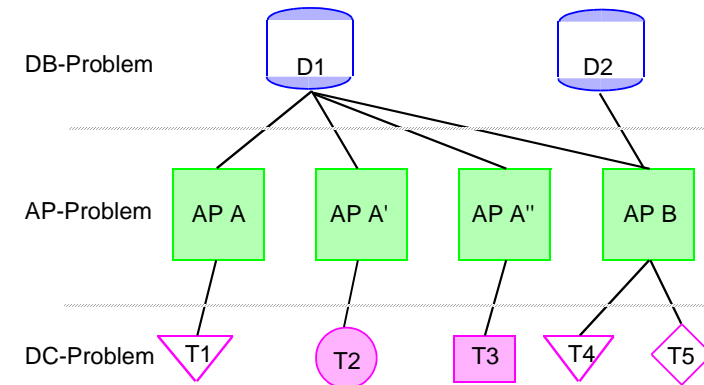 DB-Problem D1 D2
AP-Problem AP A AP A' AP A'' AP B
DC-Problem T1 T2 T3 T4 T5